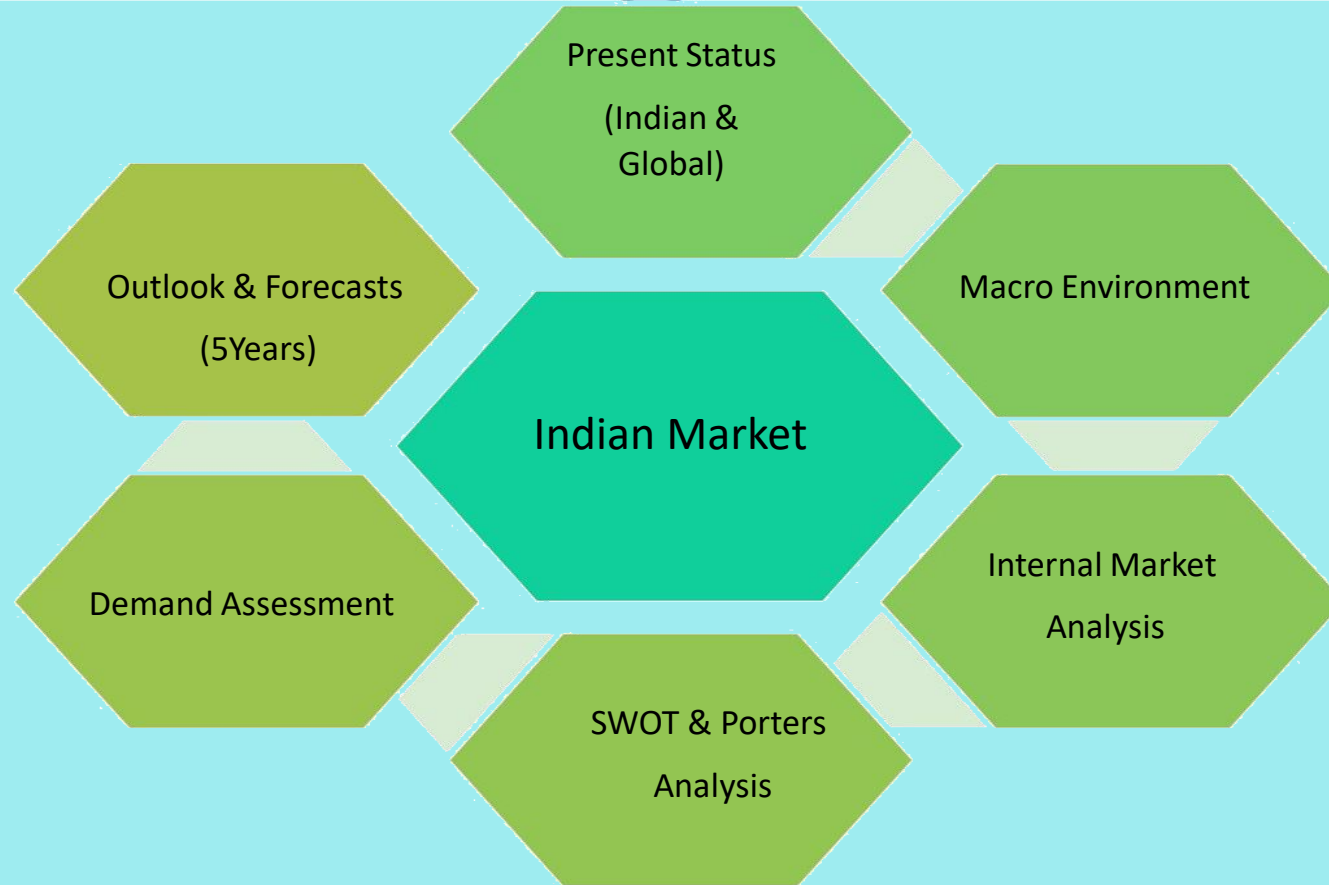 Present Status
(Indian &
Global)
Outlook & Forecasts
(5Years)
Macro Environment
Indian Market
Internal Market
Analysis
Demand Assessment
SWOT & Porters
Analysis